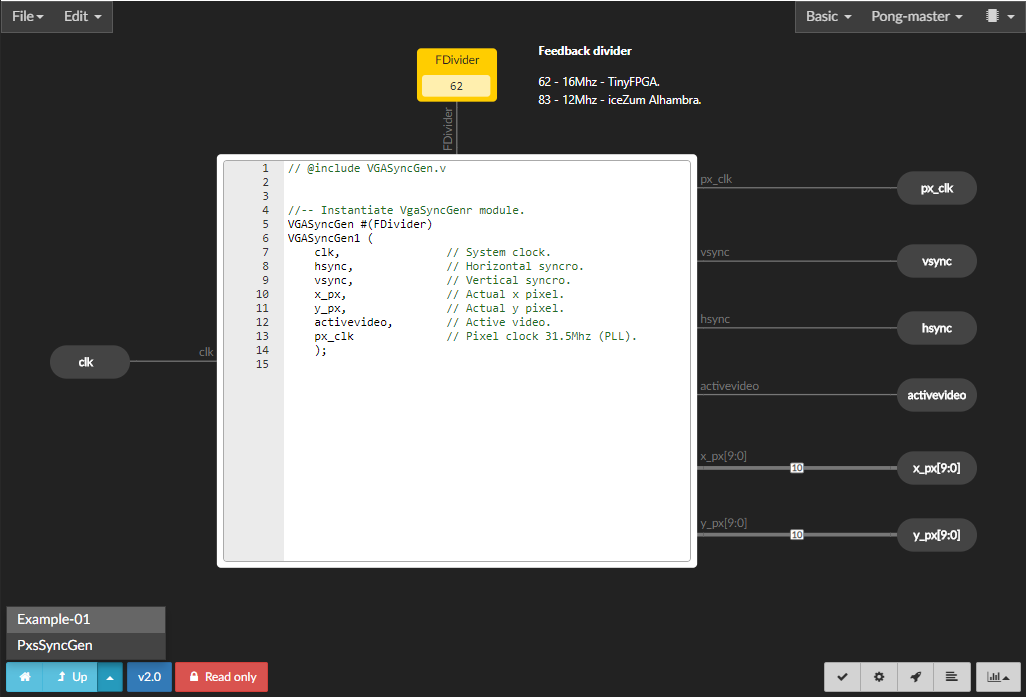 File Edit Basic Pong-master
FDivider
62
FDivider
Feedback divider
62 - 16Mhz - TinyFPGA.
83 - 12Mhz - iceZum Alhambra.
1 // @include VGASyncGen.v
2
3
4 //-- Instantiate VgaSyncGenr module.
5 VGASyncGen #(FDivider)
6 VGASyncGen1 (
7 clk, // System clock.
8 hsync, // Horizontal syncro.
9 vsync, // Vertical syncro.
10 x_px, // Actual x pixel.
11 y_px, // Actual y pixel.
12 activevideo, // Active video.
13 px_clk // Pixel clock 31.5Mhz (PLL).
14 );
15
clk clk
px_clk px_clk
vsync vsync
hsync hsync
activevideo activevideo
x_px[9:0] 10 x_px[9:0]
y_px[9:0] 10 y_px[9:0]
Example-01
PxsSyncGen
Up v2.0 Read only